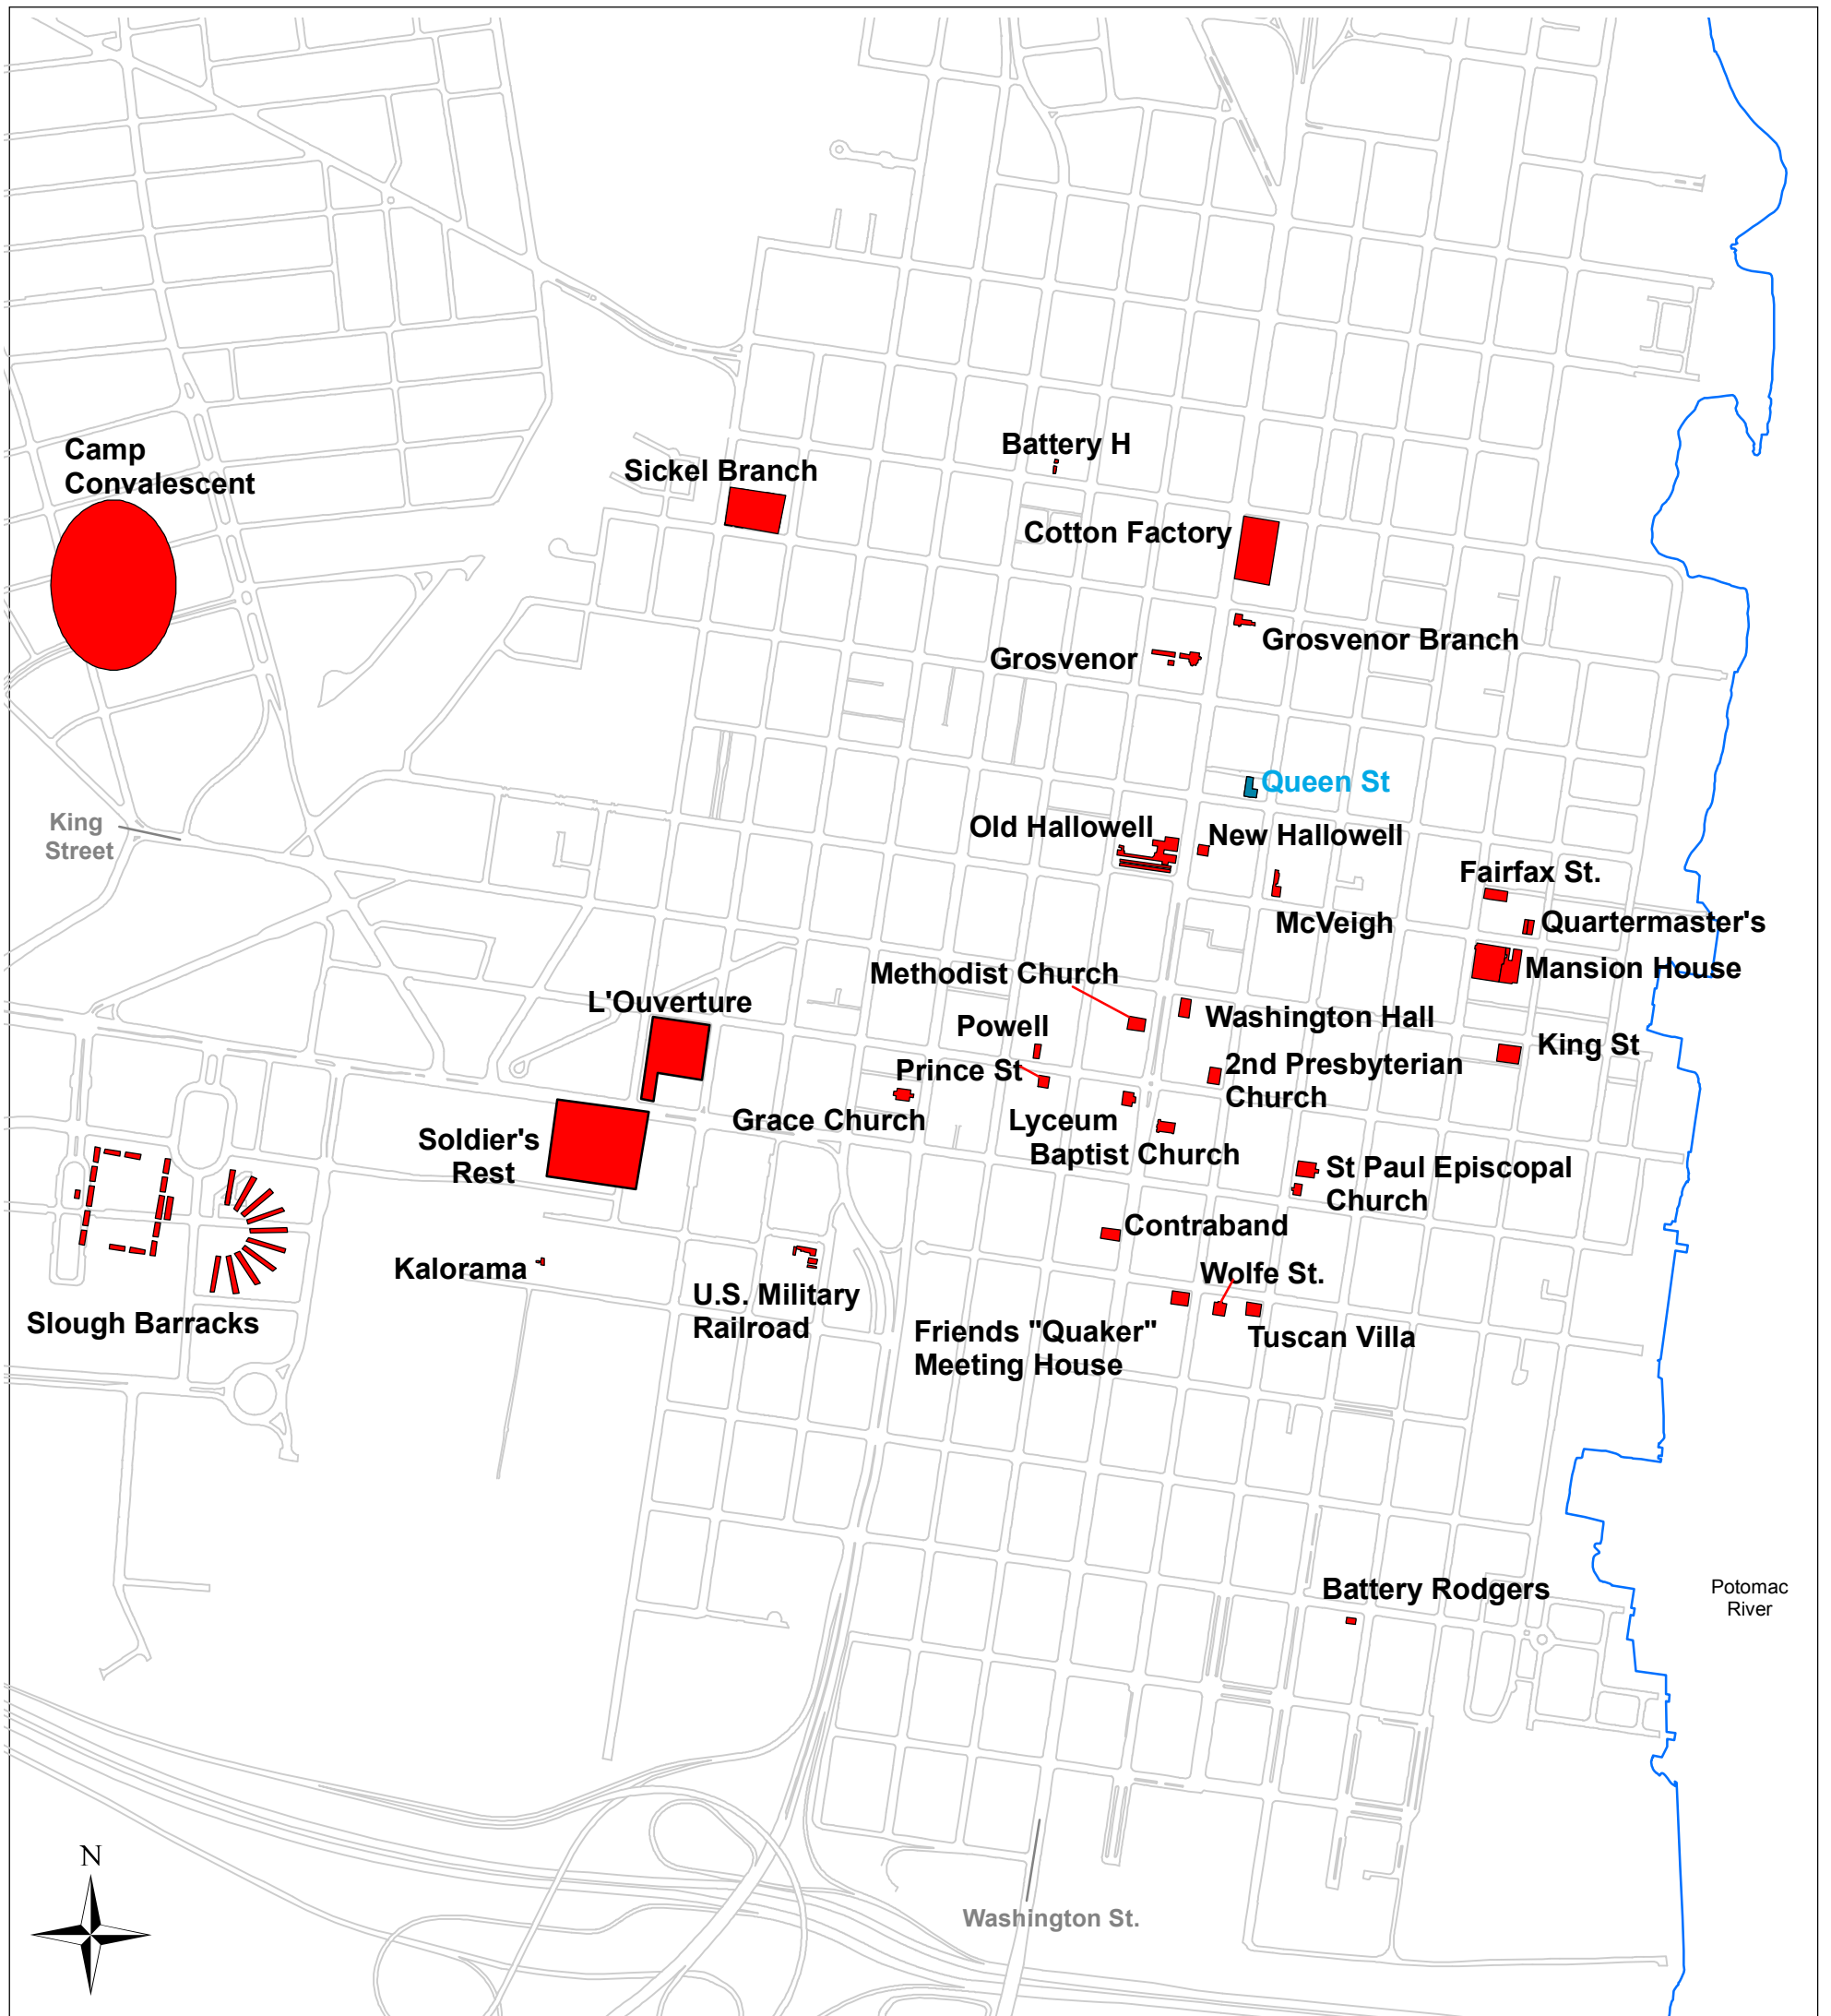 Camp
Convalescent
Battery H
Sickel Branch
Cotton Factory
Grosvenor Branch
Grosvenor
Queen St
King
Street
Old Hallowell
New Hallowell
Fairfax St.
McVeigh
Quartermaster's
Methodist Church
Mansion House
L'Ouverture
Washington Hall
Powell
King St
Prince St
2nd Presbyterian
Church
Grace Church
Lyceum
Soldier's
Rest
Baptist Church
St Paul Episcopal
Church
Contraband
Kalorama
Wolfe St.
U.S. Military
Railroad
Slough Barracks
Friends "Quaker"
Meeting House
Tuscan Villa
Battery Rodgers
Potomac
River
N
Washington St.